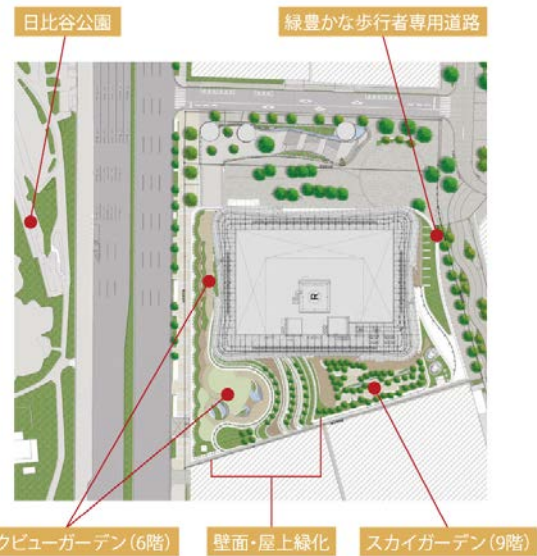 日比谷公園
緑豊かな歩行者専用道路
R
クビューガーデン(6階)
壁面・屋上緑化
スカイガーデン(9階)